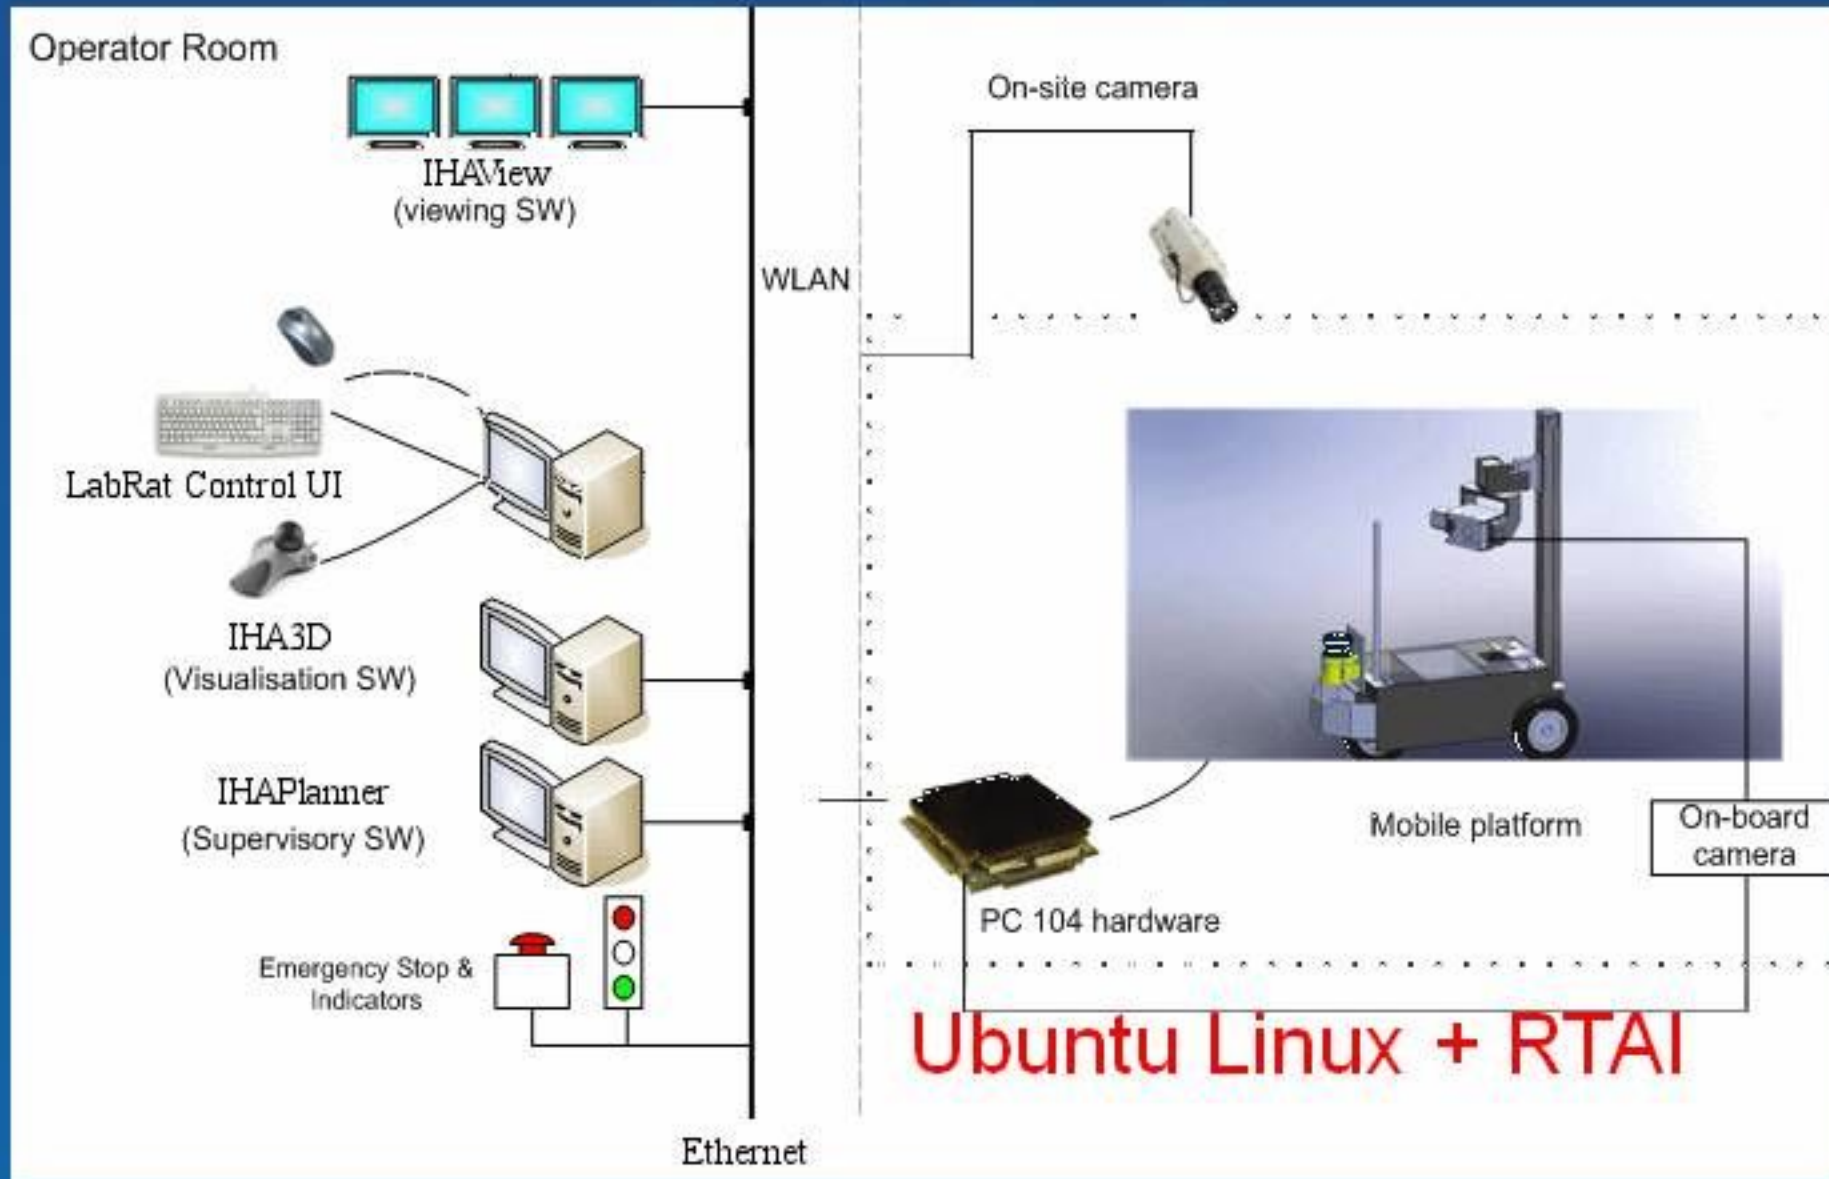 Operator Room
IHAView
(viewing SW)
LabRat Control UI
IHA3D
(Visualisation SW)
IHAPlanner
(Supervisory SW)
Emergency Stop &
Indicators
Ethernet
WLAN
On-site camera
Mobile platform
On-board
camera
PC 104 hardware
Ubuntu Linux + RTAI